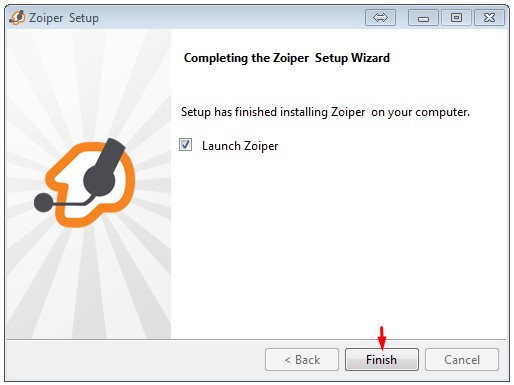 Zoiper Setup
Completing the Zoiper Setup Wizard
Setup has finished installing Zoiper on your computer.
Launch Zoiper
< Back
Finish
Cancel